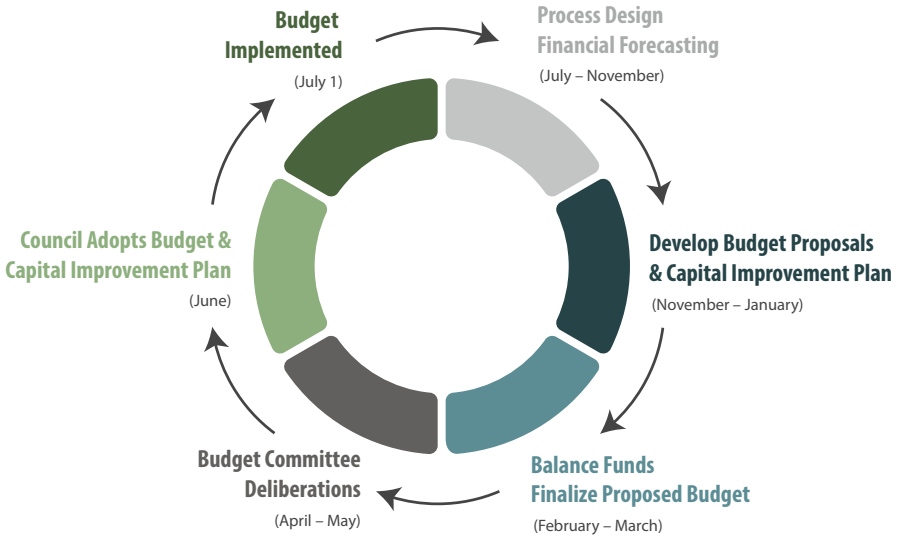 Budget
Implemented
(July 1)
Process Design
Financial Forecasting
(July – November)
Develop Budget Proposals
& Capital Improvement Plan
(November – January)
Balance Funds
Finalize Proposed Budget
(February – March)
Budget Committee
Deliberations
(April – May)
Council Adopts Budget &
Capital Improvement Plan
(June)